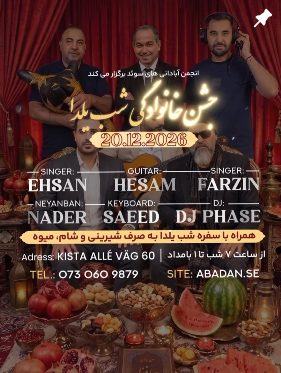 انجمن آبادانی های سوئد برگزار می کند
جشن خانوادگی شب یلدا
20.12.2026
SINGER: GUITAR: SINGER:
EHSAN HESAM FARZIN
NEYANBAN: KEYBOARD: DJ:
NADER SAEED DJ PHASE
همراه با سفره شب یلدا به صرف شیرینی و شام، میوه
Adress: KISTA ALLÉ VÄG 60 | از ساعت ۷ شب تا ۱ بامداد
TEL.: 073 060 9879 SITE: ABADAN.SE